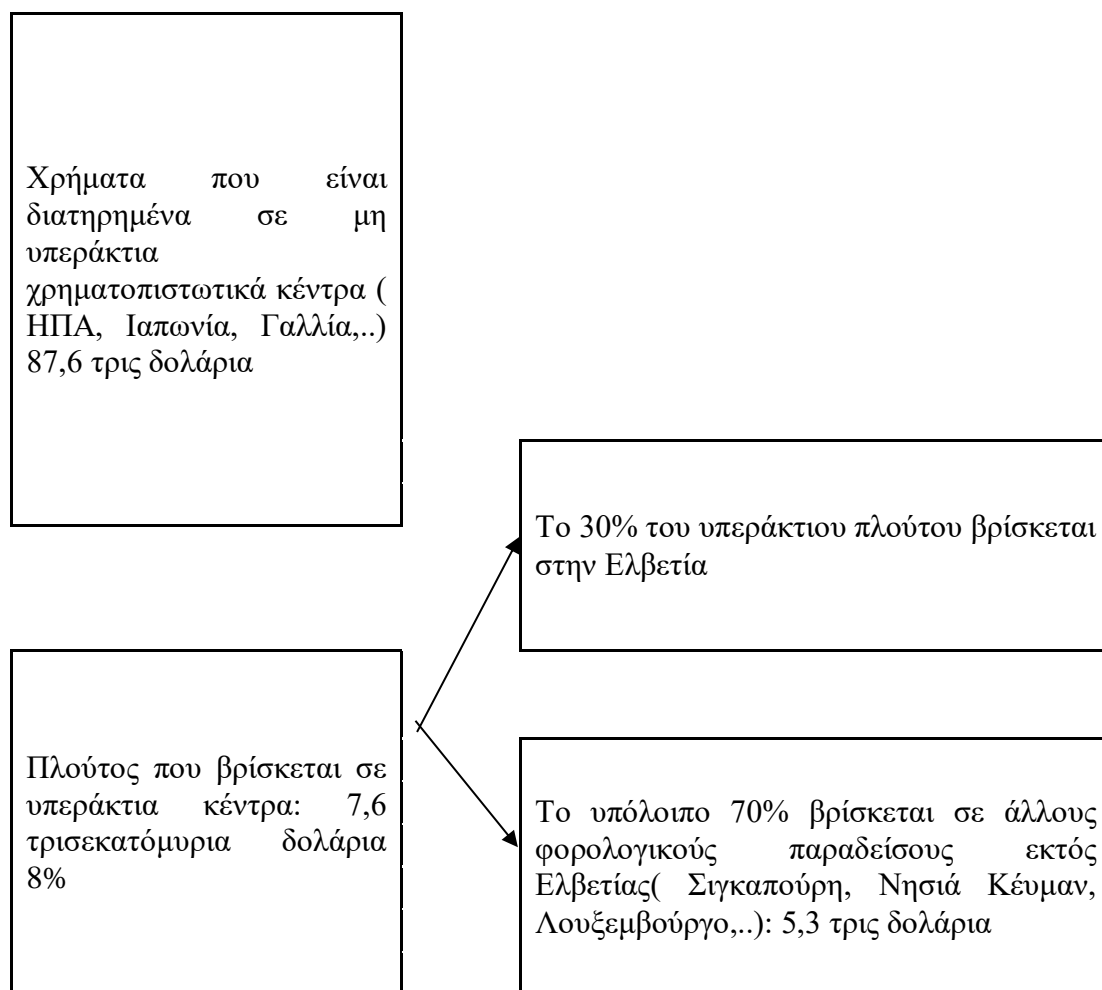 Χρήματα που είναι
διατηρημένα σε μη
υπεράκτια
χρηματοπιστωτικά κέντρα (
ΗΠΑ, Ιαπωνία, Γαλλία,..)
87,6 τρις δολάρια
Το 30% του υπεράκτιου πλούτου βρίσκεται
στην Ελβετία
Πλούτος που βρίσκεται σε
υπεράκτια κέντρα: 7,6
τρισεκατόμυρια δολάρια
8%
Το υπόλοιπο 70% βρίσκεται σε άλλους
φορολογικούς παραδείσους εκτός
Ελβετίας( Σιγκαπούρη, Νησιά Κέυμαν,
Λουξεμβούργο,..): 5,3 τρις δολάρια